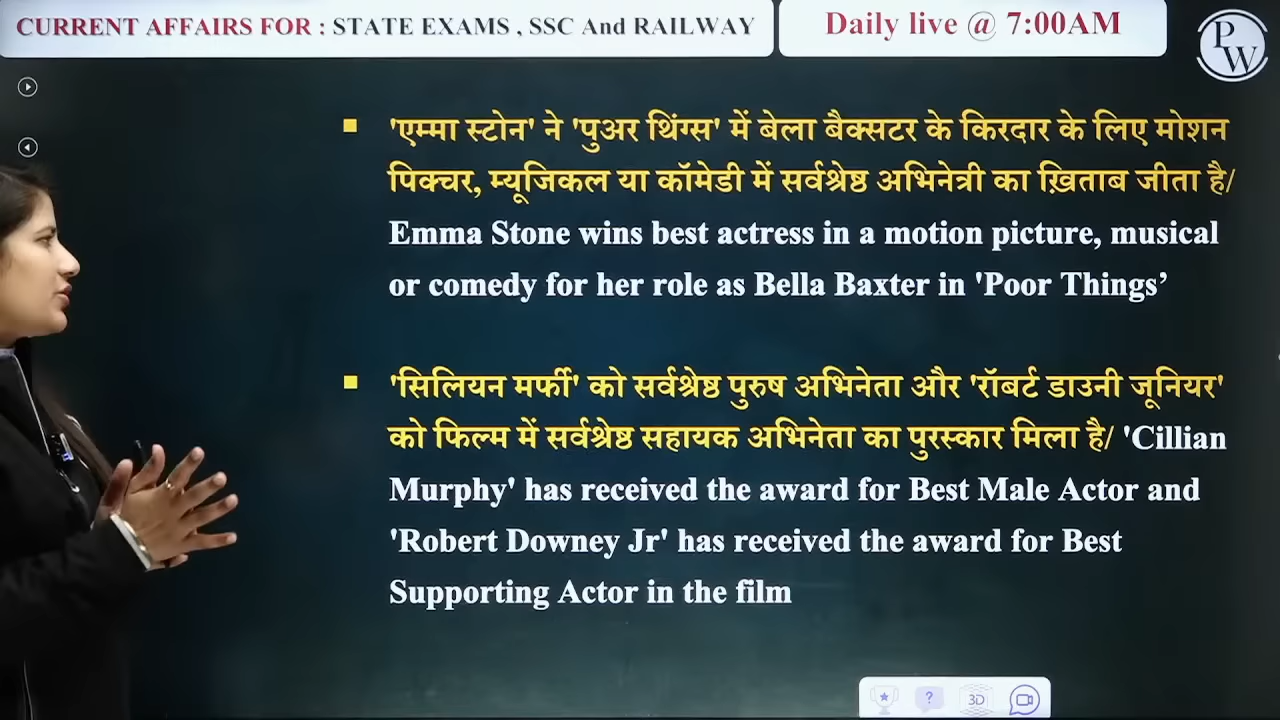 CURRENT AFFAIRS FOR : STATE EXAMS , SSC And RAILWAY
Daily live @ 7:00AM
PW
'एम्मा स्टोन' ने 'पुअर थिंग्स' में बेला बैक्सटर के किरदार के लिए मोशन
पिक्चर, म्यूजिकल या कॉमेडी में सर्वश्रेष्ठ अभिनेत्री का ख़िताब जीता है/
Emma Stone wins best actress in a motion picture, musical
or comedy for her role as Bella Baxter in 'Poor Things’
'सिलियन मर्फी' को सर्वश्रेष्ठ पुरुष अभिनेता और 'रॉबर्ट डाउनी जूनियर'
को फिल्म में सर्वश्रेष्ठ सहायक अभिनेता का पुरस्कार मिला है/ 'Cillian
Murphy' has received the award for Best Male Actor and
'Robert Downey Jr' has received the award for Best
Supporting Actor in the film
? 3D